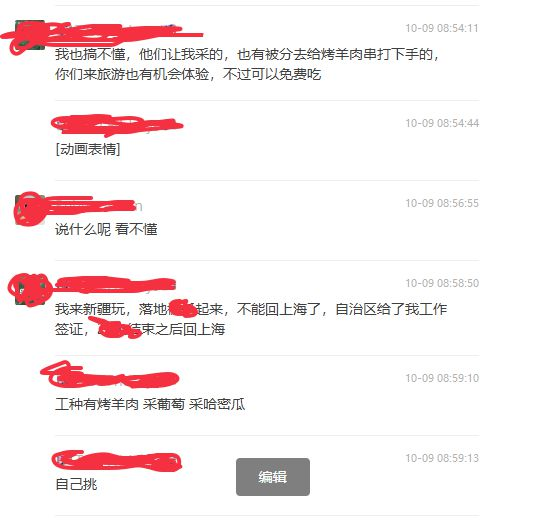 10-09 08:54:11
我也搞不懂，他们让我采的，也有被分去给烤羊肉串打下手的，
你们来旅游也有机会体验，不过可以免费吃
10-09 08:54:44
[动画表情]
10-09 08:56:55
说什么呢 看不懂
10-09 08:58:50
我来新疆玩，落地 起来，不能回上海了，自治区给了我工作
签证， 结束之后回上海
10-09 08:59:10
工种有烤羊肉 采葡萄 采哈密瓜
10-09 08:59:13
自己挑
编辑